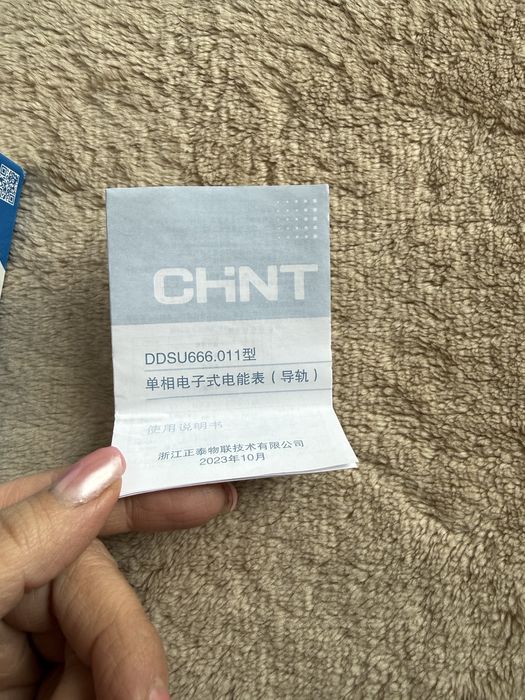 CHNT
DDSU666.011型
单相电子式电能表（导轨）
使用说明书
浙江正泰物联技术有限公司
2023年10月